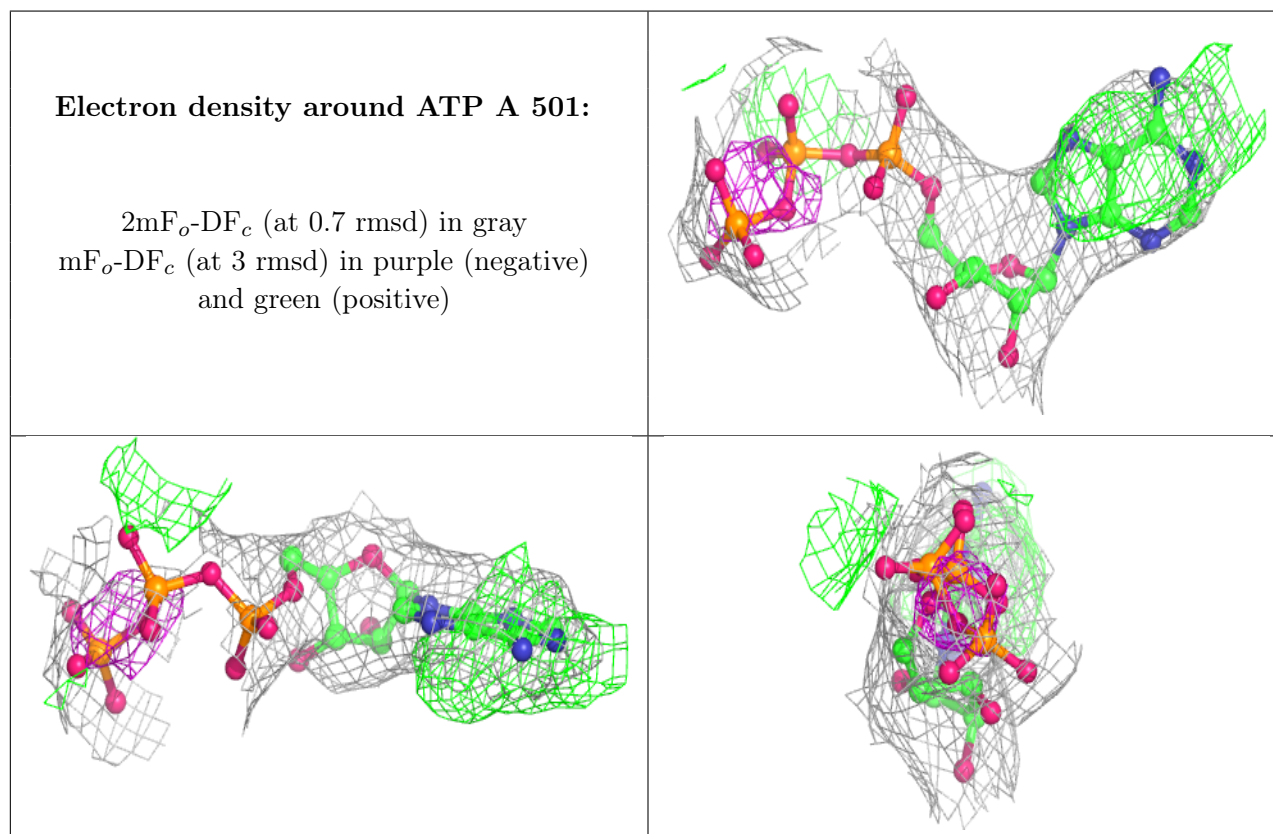 Electron density around ATP A 501:
2mFo-DFc (at 0.7 rmsd) in gray
mFo-DFc (at 3 rmsd) in purple (negative)
and green (positive)